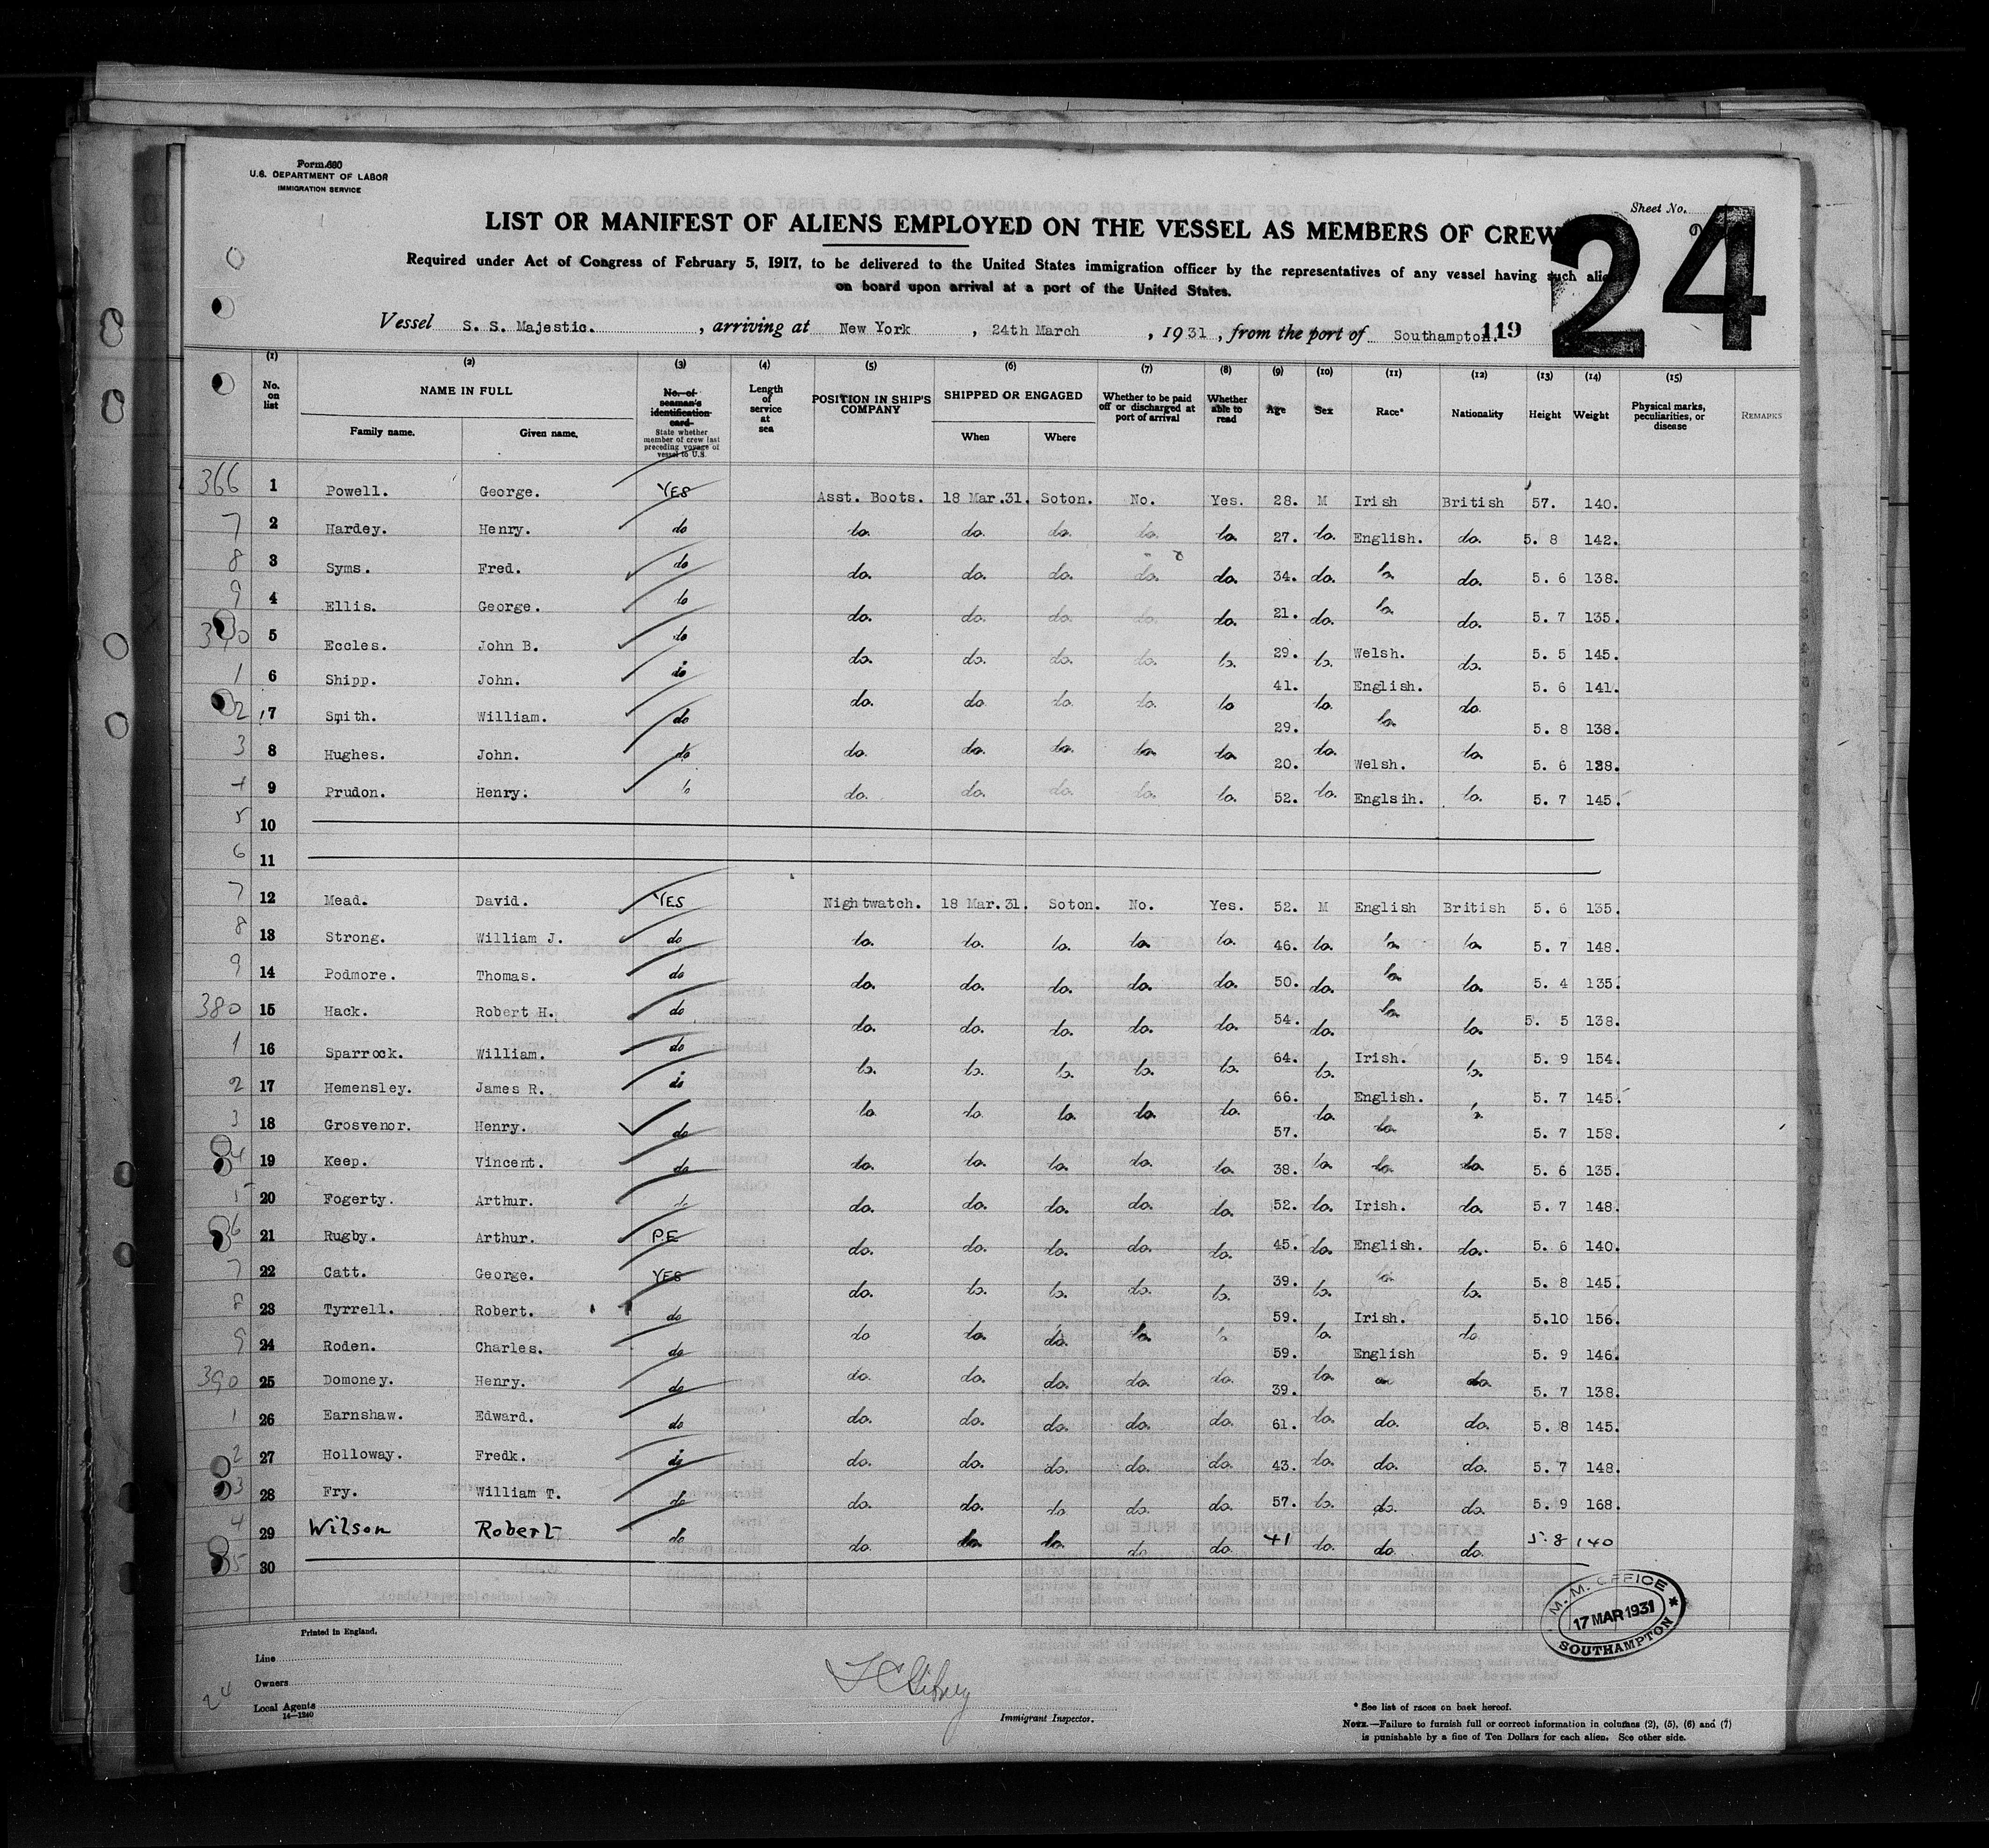 Form 680
U.S. DEPARTMENT OF LABOR
IMMIGRATION SERVICE
Sheet No.
24
LIST OR MANIFEST OF ALIENS EMPLOYED ON THE VESSEL AS MEMBERS OF CREW
Required under Act of Congress of February 5, 1917, to be delivered to the United States immigration officer by the representatives of any vessel having such alie
on board upon arrival at a port of the United States.
Vessel S. S. Majestic. , arriving at New York , 24th March , 1931 , from the port of Southampton. 119
(1) (2) (3) (4) (5) (6) (7) (8) (9) (10) (11) (12) (13) (14) (15)
No. on list NAME IN FULL Family name. Given name. No. of seaman's identification card State whether member of crew last preceding voyage of vessel to U.S. Length of service at sea POSITION IN SHIP'S COMPANY SHIPPED OR ENGAGED When Where Whether to be paid off or discharged at port of arrival Whether able to read Age Sex Race* Nationality Height Weight Physical marks, peculiarities, or disease REMARKS
366 1 Powell. George. YES Asst. Boots. 18 Mar.31. Soton. No. Yes. 28. M Irish British 57. 140.
7 2 Hardey. Henry. do do. do. do. do. do. 27. do. English. do. 5. 8 142.
8 3 Syms. Fred. do do. do. do. do. do. 34. do. do. do. 5. 6 138.
9 4 Ellis. George. do do. do. do. do. do. 21. do. do. do. 5. 7 135.
370 5 Eccles. John B. do do. do. do. do. do. 29. do. Welsh. do. 5. 5 145.
1 6 Shipp. John. do do. do. do. do. do 41. do. English. do. 5. 6 141.
2 7 Smith. William. do do. do. do. do. do. 29. do. do. do. 5. 8 138.
3 8 Hughes. John. do do. do. do. do. do. 20. do. Welsh. do. 5. 6 138.
4 9 Prudon. Henry. do do. do. do. do. do. 52. do. Englsih. do. 5. 7 145.
5 10
6 11
7 12 Mead. David. YES Nightwatch. 18 Mar.31. Soton. No. Yes. 52. M English British 5. 6 135.
8 13 Strong. William J. do do. do. do. do. do. 46. do. do. do. 5. 7 148.
9 14 Podmore. Thomas. do do. do. do. do. do. 50. do. do. do. 5. 4 135.
380 15 Hack. Robert H. do do. do. do. do. do. 54. do. do. do. 5. 5 138.
1 16 Sparrock. William. do do. do. do. do. do. 64. do. Irish. do. 5. 9 154.
2 17 Hemensley. James R. do do. do. do. do. do. 66. do. English. do. 5. 7 145.
3 18 Grosvenor. Henry. do do. do. do. do. do. 57. do. do. do. 5. 7 158.
4 19 Keep. Vincent. do do. do. do. do. do. 38. do. do. do. 5. 6 135.
5 20 Fogerty. Arthur. do do. do. do. do. do. 52. do. Irish. do. 5. 7 148.
6 21 Rugby. Arthur. P.E do. do. do. do. do. 45. do. English. do. 5. 6 140.
7 22 Catt. George. YES do. do. do. do. do. 39. do. do. do. 5. 8 145.
8 23 Tyrrell. Robert. do do do. do. do. do. 59. do. Irish. do 5.10 156.
9 24 Roden. Charles. do do. do. do. do. do. 59. do. English do. 5. 9 146.
390 25 Domoney. Henry. do do. do. do. do. do. 39. do. do. do. 5. 7 138.
1 26 Earnshaw. Edward. do do. do. do. do. do. 61. do. do. do. 5. 8 145.
2 27 Holloway. Fredk. do do. do. do. do. do. 43. do. do. do. 5. 7 148.
3 28 Fry. William T. do do. do. do do. do. 57. do. do. do. 5. 9 168.
4 29 Wilson Robert do do. do. do. do do. 41 do. do do. 5.8 140
5 30
M. M. OFFICE
17 MAR 1931
SOUTHAMPTON
Printed in England.
Line
Owners
24 Local Agents
14—1240
Immigrant Inspector.
* See list of races on back hereof.
NOTE.—Failure to furnish full or correct information in columns (2), (5), (6) and (7)
is punishable by a fine of Ten Dollars for each alien. See other side.